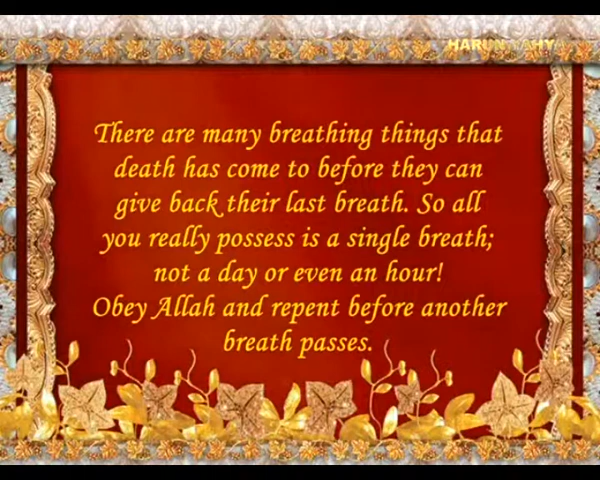 HARUN YAHYA
There are many breathing things that
death has come to before they can
give back their last breath. So all
you really possess is a single breath;
not a day or even an hour!
Obey Allah and repent before another
breath passes.